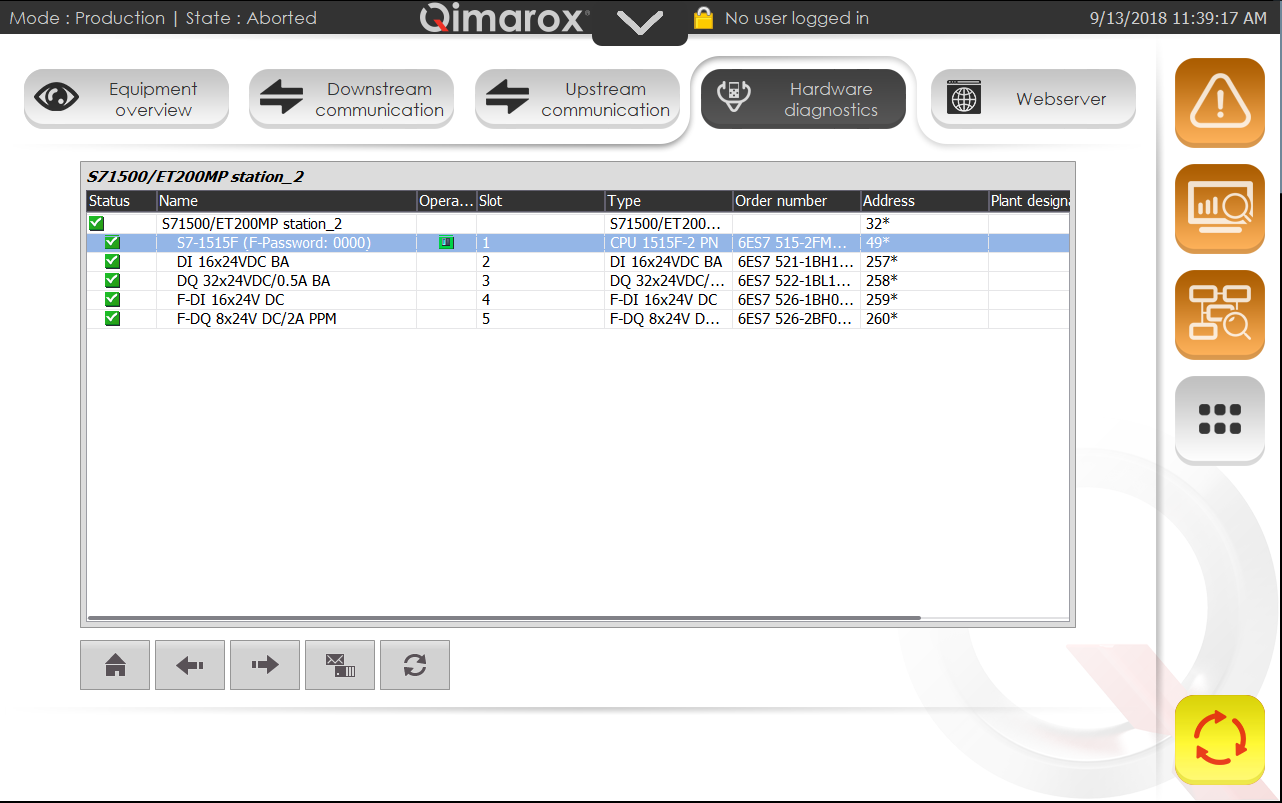 Mode : Production | State : Aborted Qimarox® No user logged in 9/13/2018 11:39:17 AM
Equipment overview
Downstream communication
Upstream communication
Hardware diagnostics
Webserver
S71500/ET200MP station_2
Status Name Opera... Slot Type Order number Address Plant designa
S71500/ET200MP station_2 S71500/ET200... 32*
S7-1515F (F-Password: 0000) 1 CPU 1515F-2 PN 6ES7 515-2FM... 49*
DI 16x24VDC BA 2 DI 16x24VDC BA 6ES7 521-1BH1... 257*
DQ 32x24VDC/0.5A BA 3 DQ 32x24VDC/... 6ES7 522-1BL1... 258*
F-DI 16x24V DC 4 F-DI 16x24V DC 6ES7 526-1BH0... 259*
F-DQ 8x24V DC/2A PPM 5 F-DQ 8x24V D... 6ES7 526-2BF0... 260*